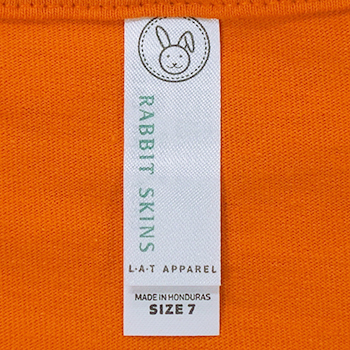 RABBIT SKINS
L·A·T APPAREL
MADE IN HONDURAS
SIZE 7